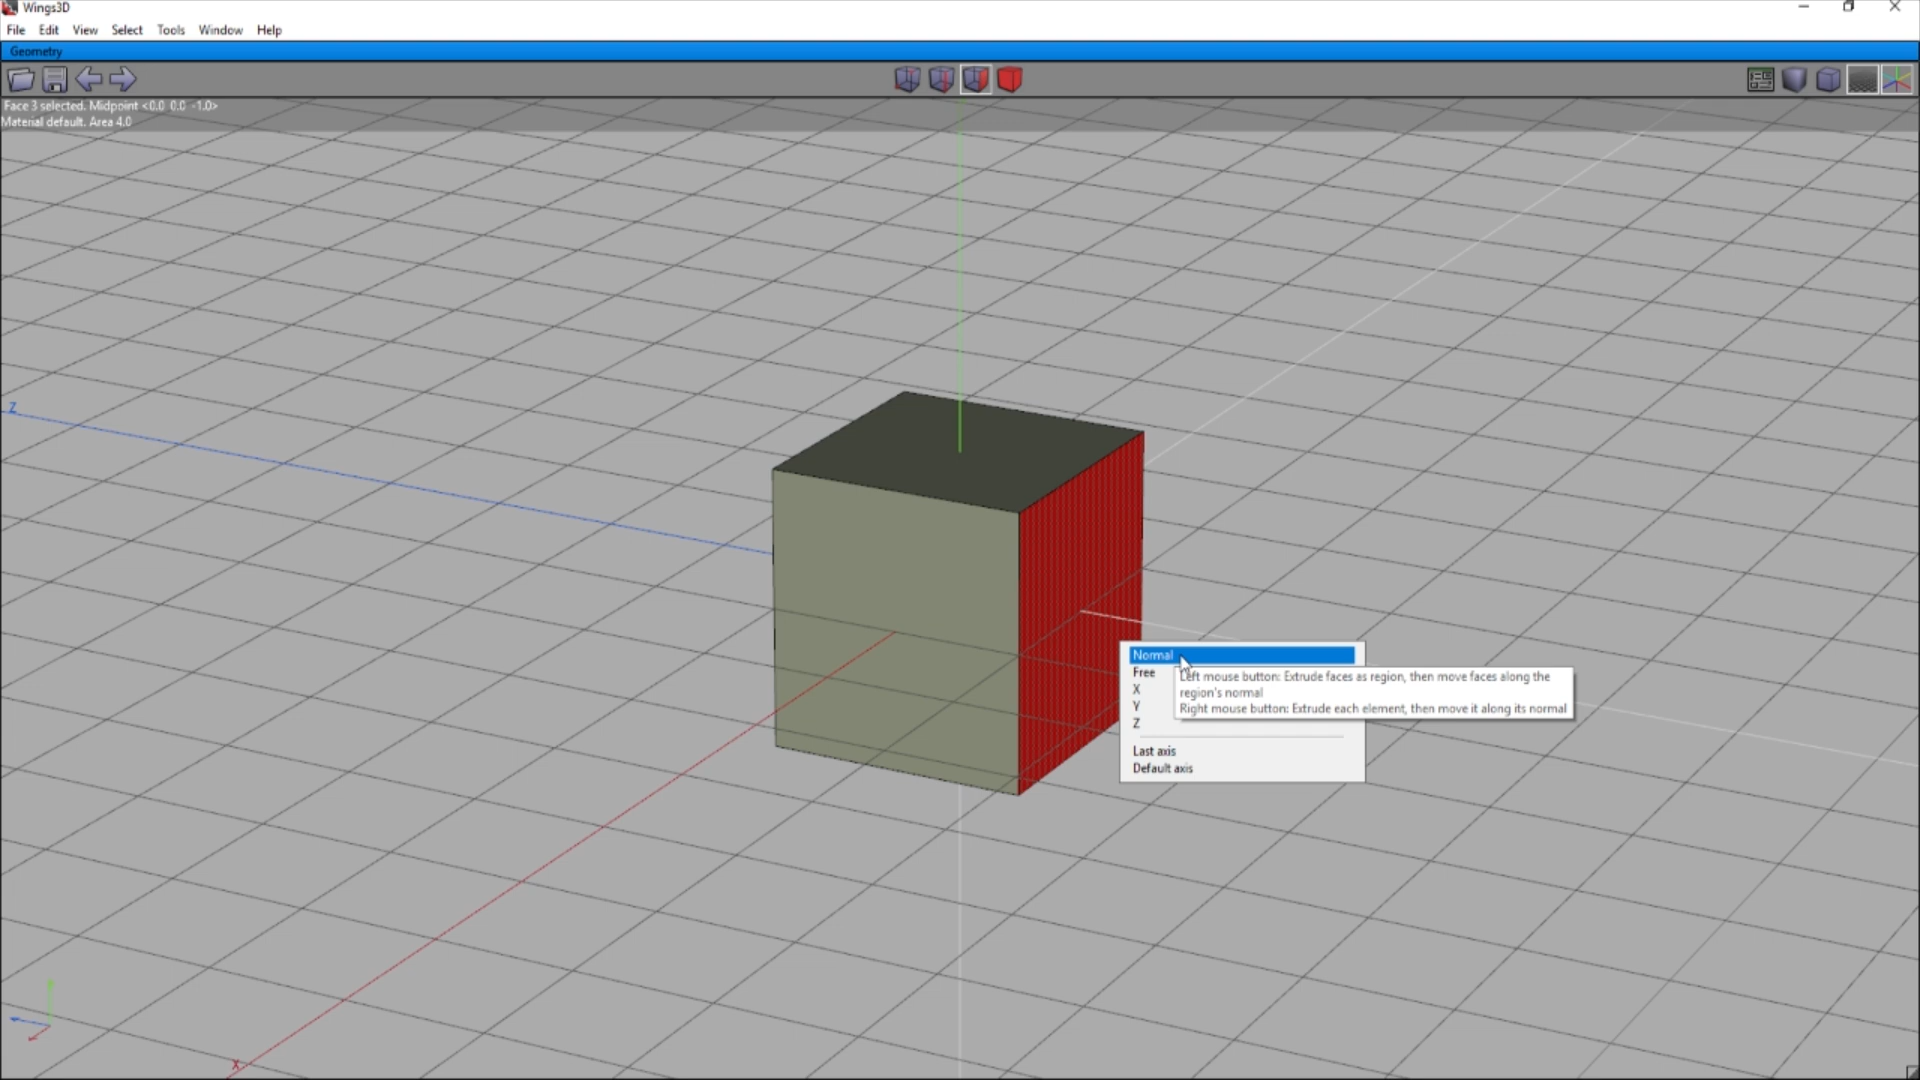 Wings3D
File Edit View Select Tools Window Help
Geometry
Face 3 selected. Midpoint <0.0 0.0 -1.0>
Material default. Area 4.0
Z
Normal
Free
X
Y
Z
Last axis
Default axis
Left mouse button: Extrude faces as region, then move faces along the
region's normal
Right mouse button: Extrude each element, then move it along its normal
X